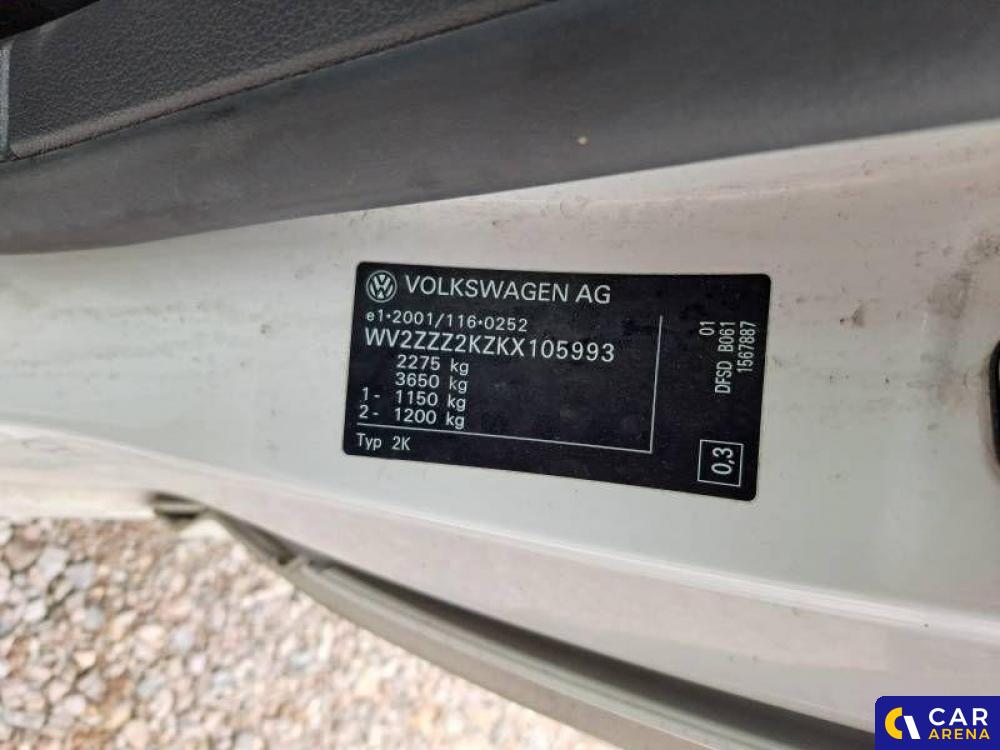 VOLKSWAGEN AG
e1*2001/116*0252
WV2ZZZ2KZKX105993
2275 kg
3650 kg
1- 1150 kg
2- 1200 kg
Typ 2K
01
DFSD B061
1567887
0,3
CAR
ARENA